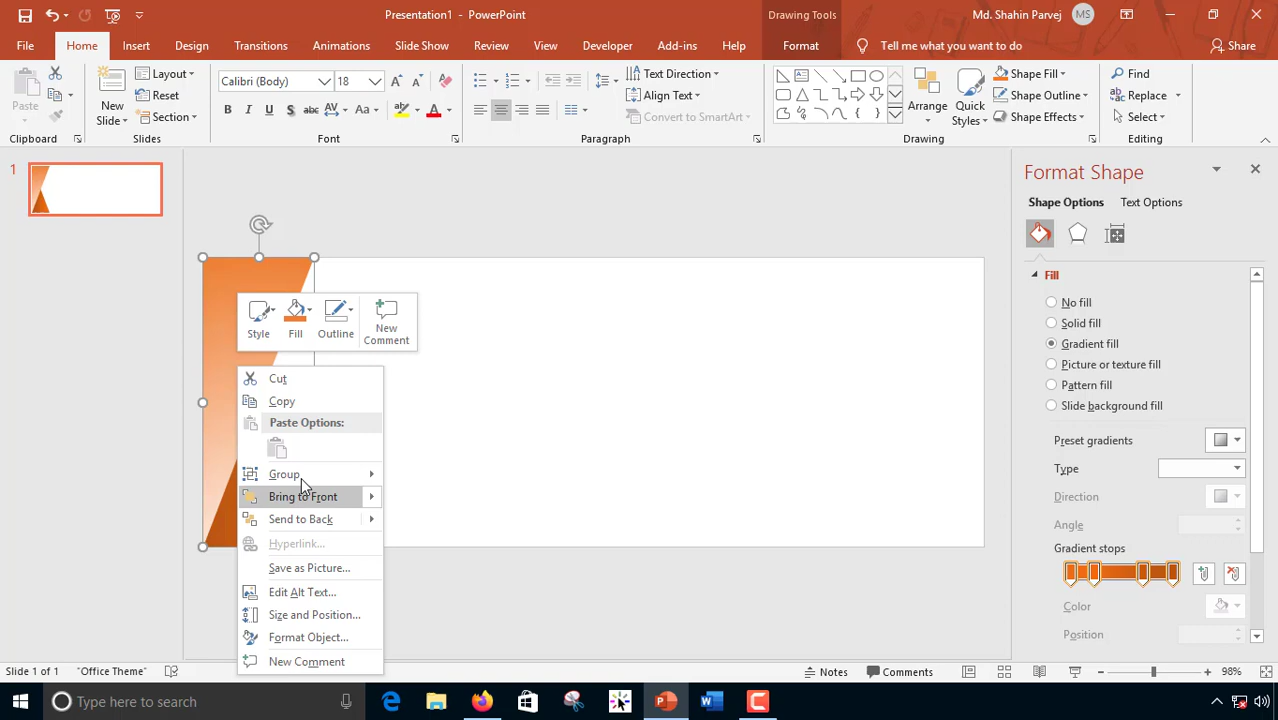 Presentation1 - PowerPoint
Drawing Tools
Md. Shahin Parvej
MS
File
Home
Insert
Design
Transitions
Animations
Slide Show
Review
View
Developer
Add-ins
Help
Format
Tell me what you want to do
Share
Paste
New
Slide
Layout
Reset
Section
Calibri (Body)
18
B I U S abc AV Aa A
Text Direction
Align Text
Convert to SmartArt
Arrange
Quick
Styles
Shape Fill
Shape Outline
Shape Effects
Find
Replace
Select
Clipboard
Slides
Font
Paragraph
Drawing
Editing
1
Style
Fill
Outline
New
Comment
Cut
Copy
Paste Options:
Group
Bring to Front
Send to Back
Hyperlink...
Save as Picture...
Edit Alt Text...
Size and Position...
Format Object...
New Comment
Format Shape
Shape Options
Text Options
Fill
No fill
Solid fill
Gradient fill
Picture or texture fill
Pattern fill
Slide background fill
Preset gradients
Type
Direction
Angle
Gradient stops
Color
Position
Slide 1 of 1
"Office Theme"
Notes
Comments
98%
Type here to search